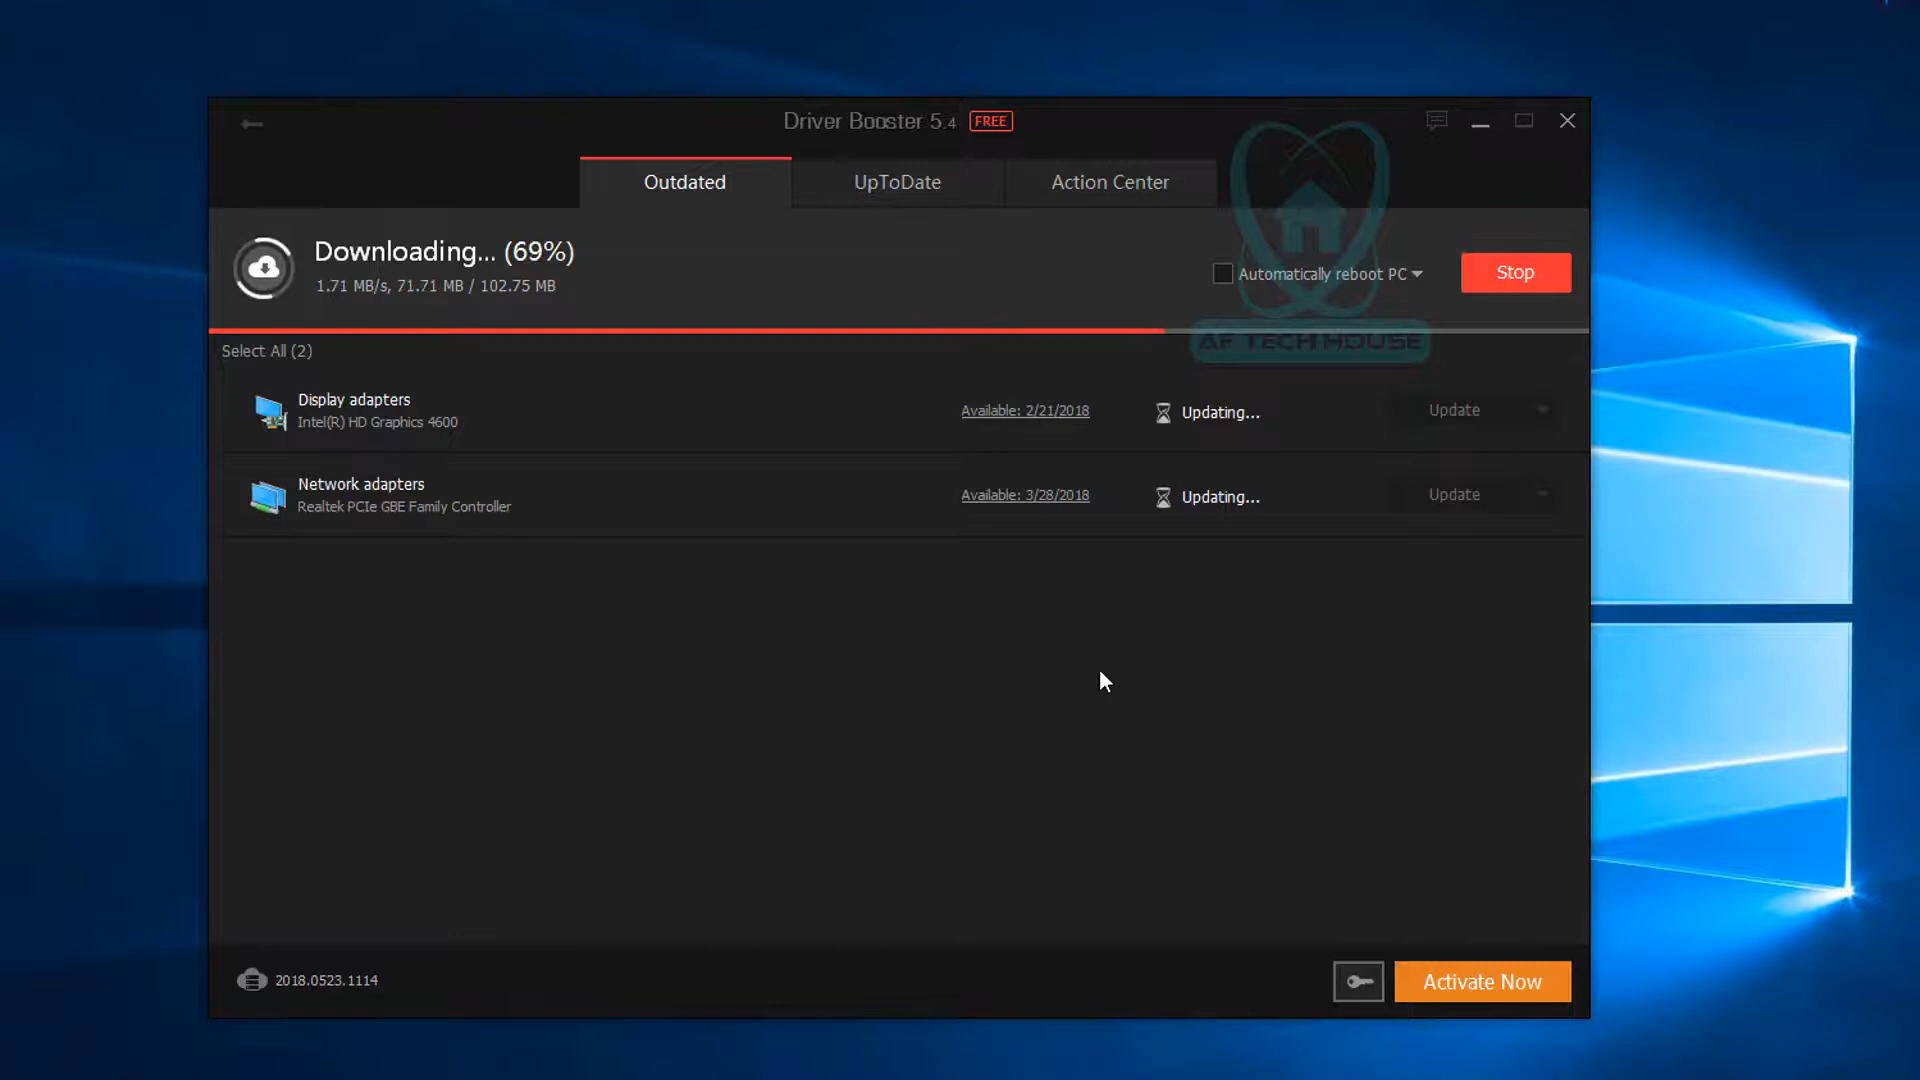 Driver Booster 5.4 FREE
Outdated
UpToDate
Action Center
Downloading... (69%)
1.71 MB/s, 71.71 MB / 102.75 MB
Automatically reboot PC
Stop
AF TECH HOUSE
Select All (2)
Display adapters
Intel(R) HD Graphics 4600
Available: 2/21/2018
Updating...
Update
Network adapters
Realtek PCIe GBE Family Controller
Available: 3/28/2018
Updating...
Update
2018.0523.1114
Activate Now